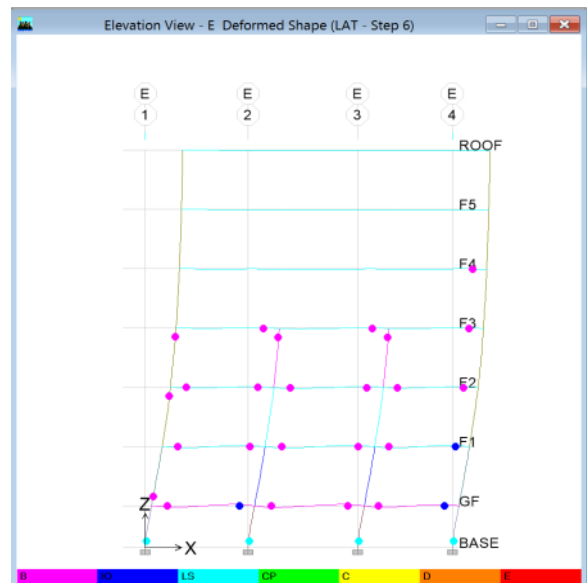 Elevation View - E Deformed Shape (LAT - Step 6)
E E E E
1 2 3 4
ROOF
F5
F4
F3
F2
F1
GF
Z
X
BASE
B IO LS CP C D E